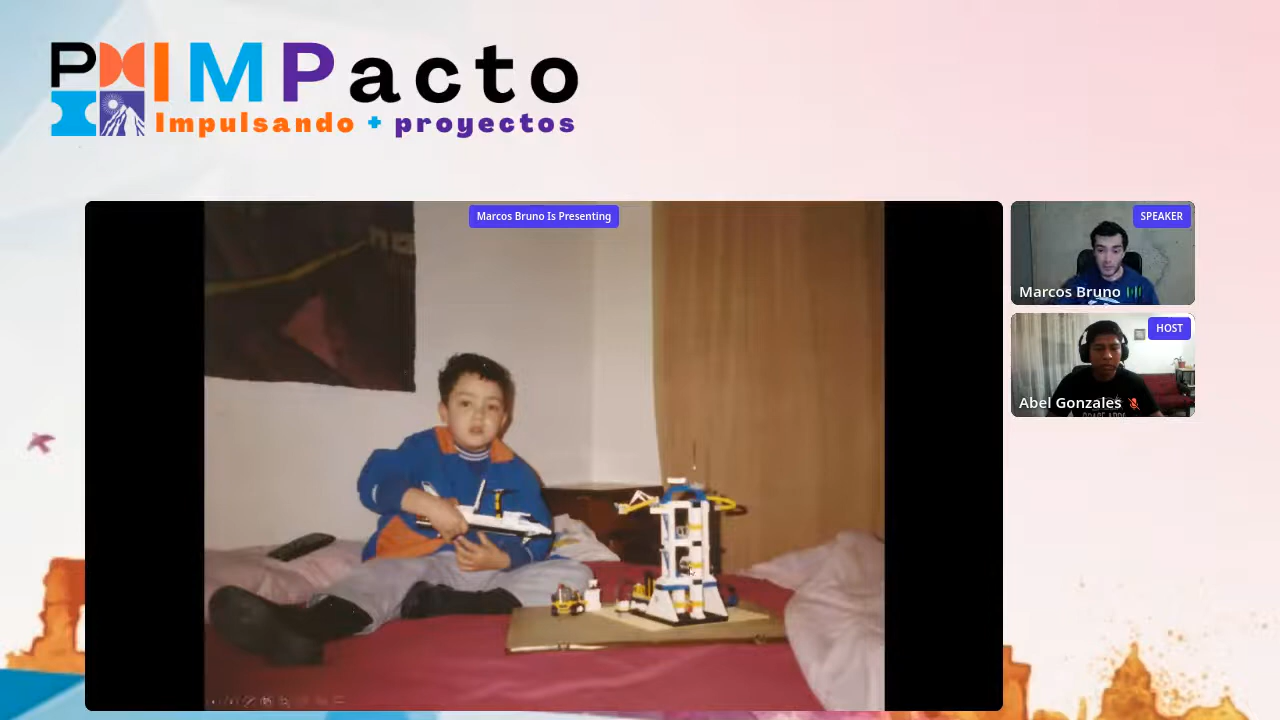 IMPacto
Impulsando + proyectos
Marcos Bruno Is Presenting
SPEAKER
Marcos Bruno
HOST
Abel Gonzales